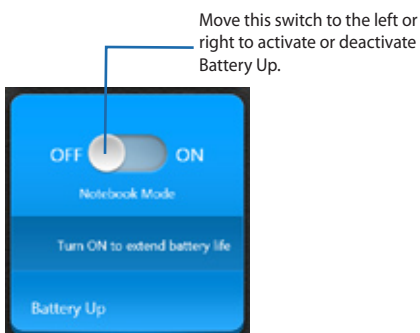 Move this switch to the left or
right to activate or deactivate
Battery Up.
OFF ON
Notebook Mode
Turn ON to extend battery life
Battery Up